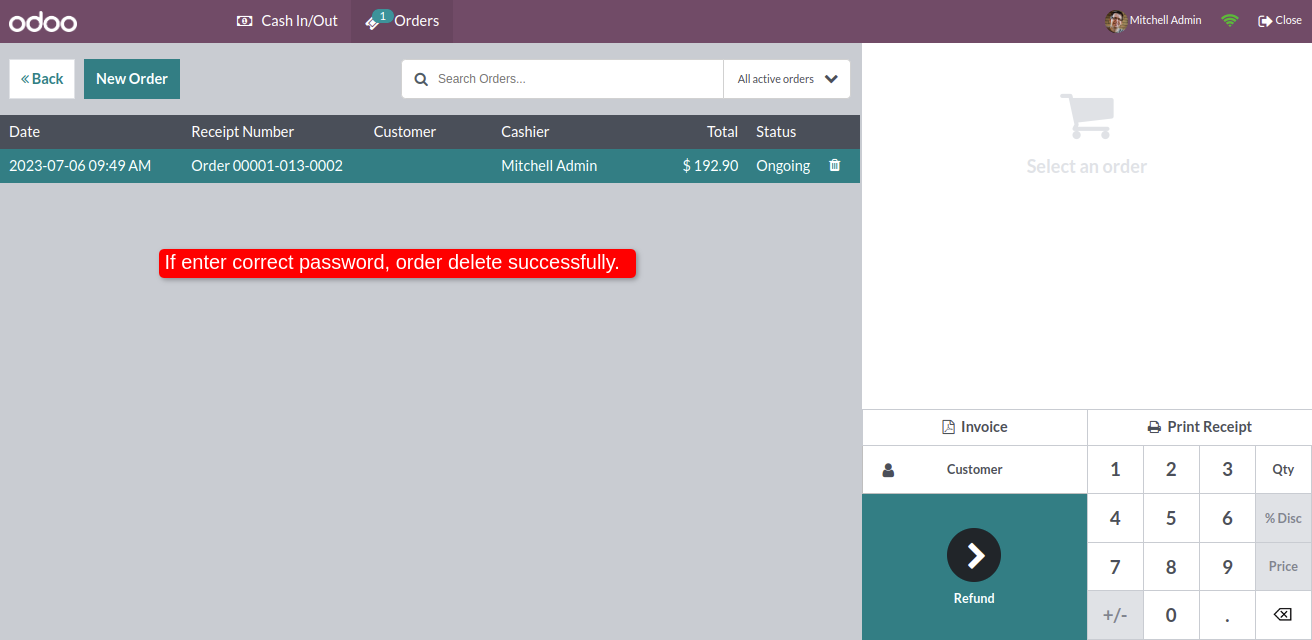 odoo
Cash In/Out
1
Orders
Mitchell Admin
Close
« Back
New Order
Search Orders...
All active orders
Date Receipt Number Customer Cashier Total Status
2023-07-06 09:49 AM Order 00001-013-0002 Mitchell Admin $ 192.90 Ongoing
If enter correct password, order delete successfully.
Select an order
Invoice
Print Receipt
Customer
1 2 3 Qty
4 5 6 % Disc
7 8 9 Price
+/- 0 .
Refund